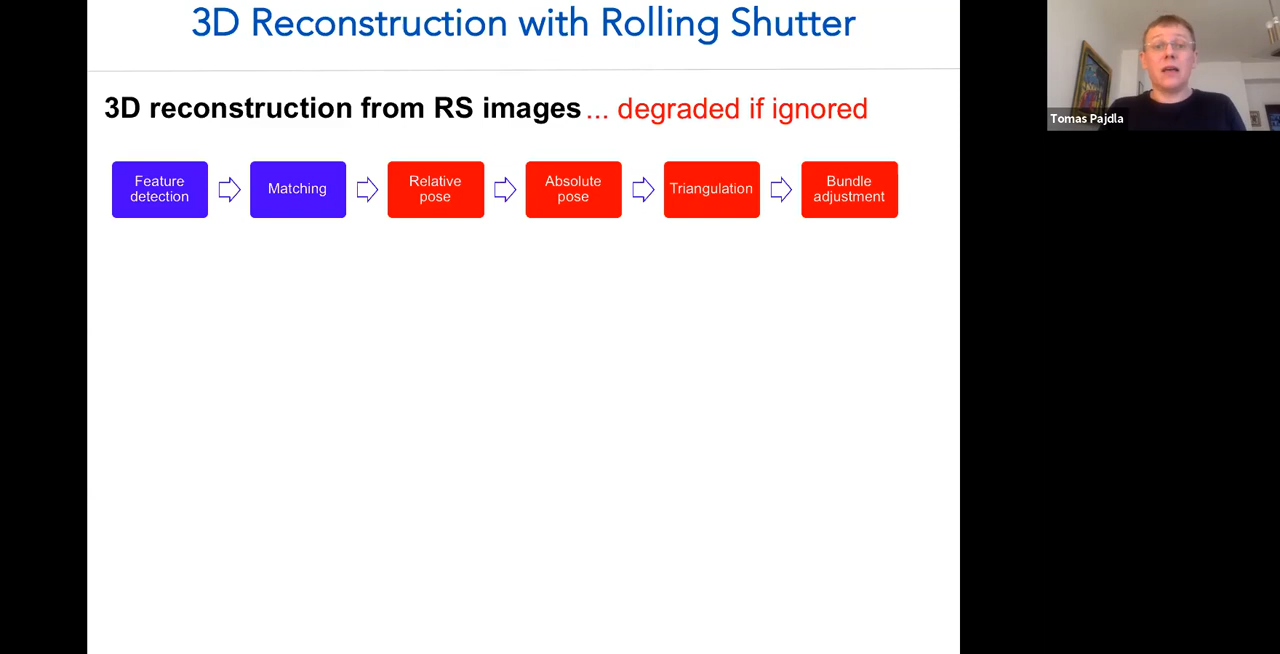 3D Reconstruction with Rolling Shutter
3D reconstruction from RS images ... degraded if ignored
Feature
detection
Matching
Relative
pose
Absolute
pose
Triangulation
Bundle
adjustment
Tomas Pajdla